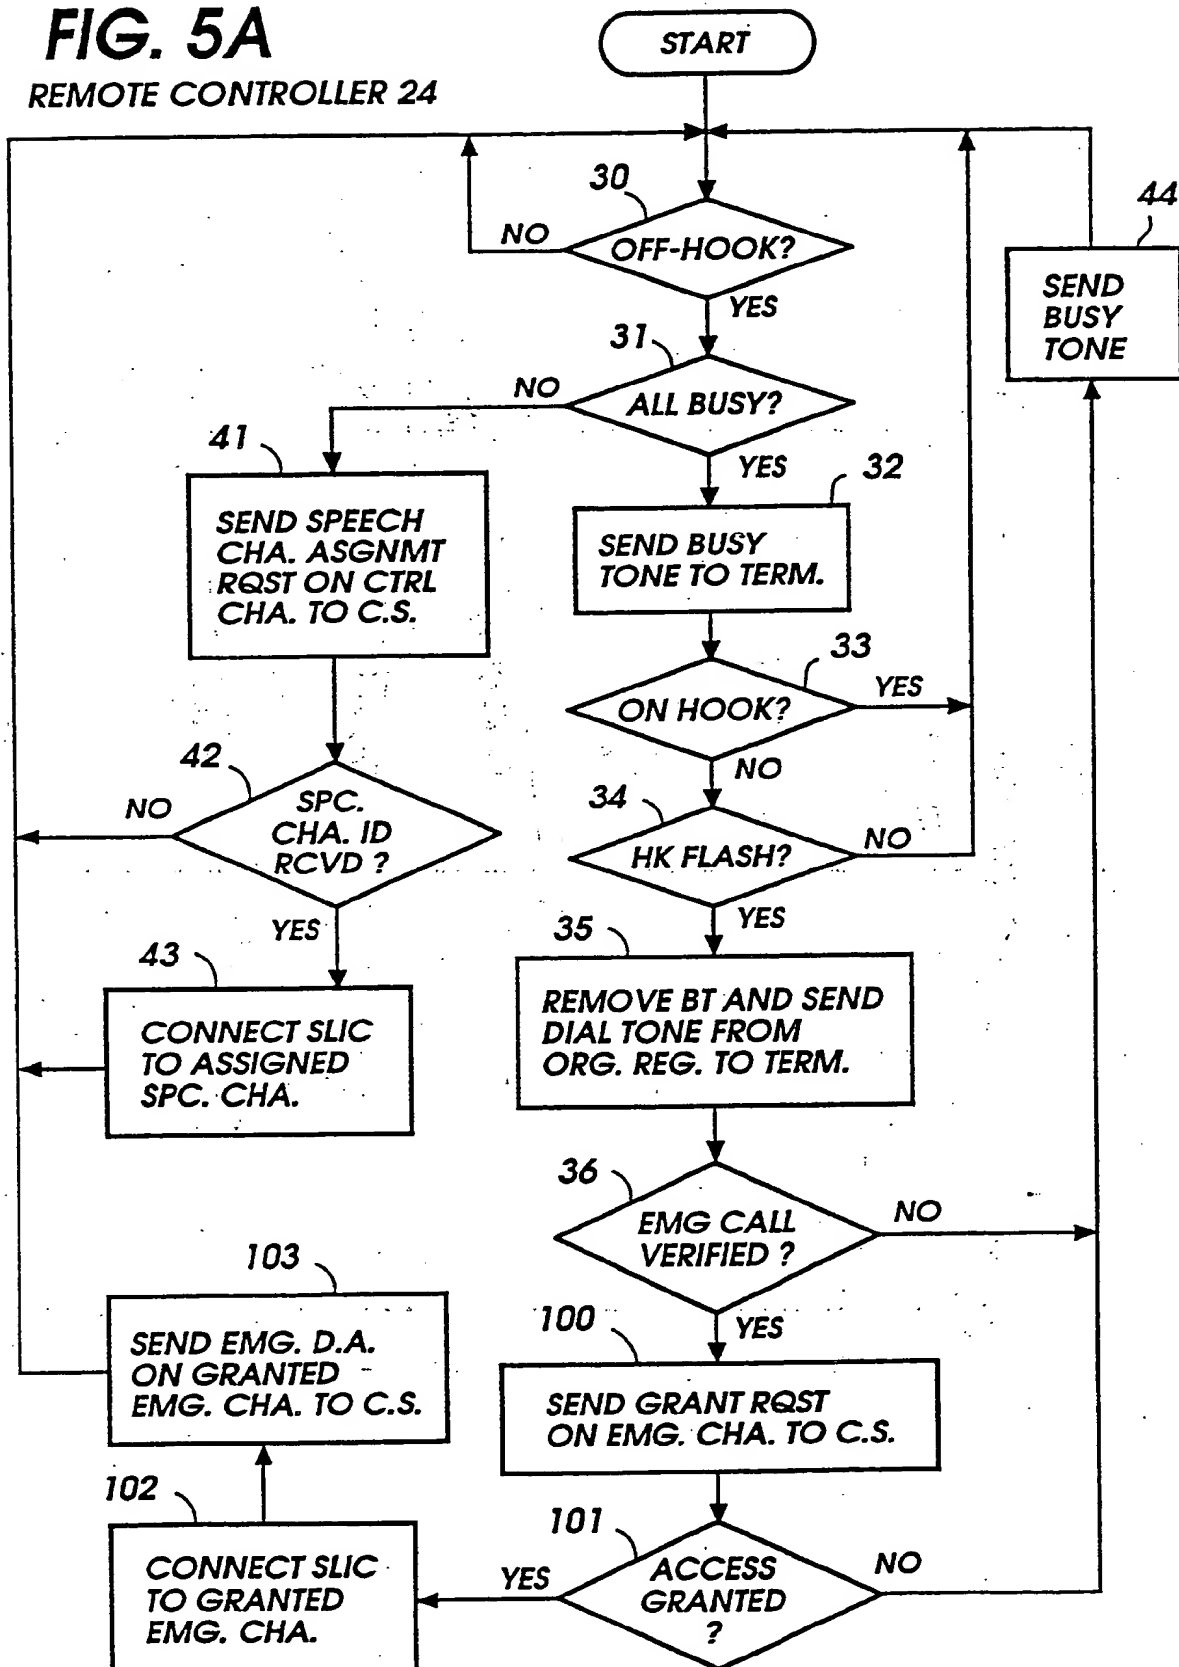 FIG. 5A
REMOTE CONTROLLER 24
START
30
OFF-HOOK?
NO
YES
44
SEND
BUSY
TONE
31
ALL BUSY?
NO
YES
41
SEND SPEECH
CHA. ASGNMT
RQST ON CTRL
CHA. TO C.S.
32
SEND BUSY
TONE TO TERM.
33
ON HOOK?
YES
NO
42
SPC.
CHA. ID
RCVD ?
NO
YES
34
HK FLASH?
NO
YES
43
CONNECT SLIC
TO ASSIGNED
SPC. CHA.
35
REMOVE BT AND SEND
DIAL TONE FROM
ORG. REG. TO TERM.
36
EMG CALL
VERIFIED ?
NO
YES
103
SEND EMG. D.A.
ON GRANTED
EMG. CHA. TO C.S.
100
SEND GRANT RQST
ON EMG. CHA. TO C.S.
102
CONNECT SLIC
TO GRANTED
EMG. CHA.
101
ACCESS
GRANTED
?
YES
NO